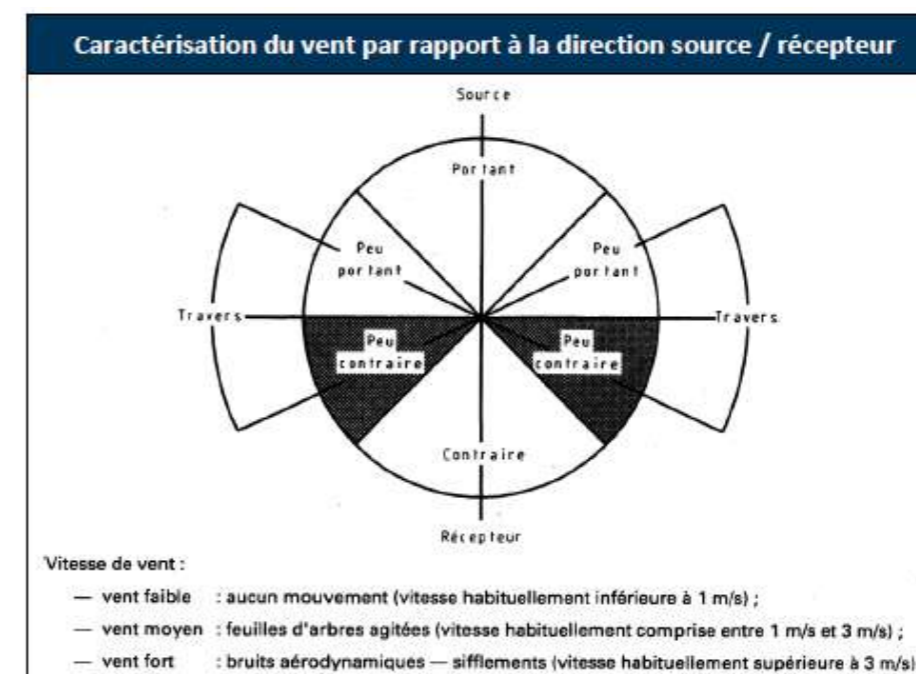 Caractérisation du vent par rapport à la direction source / récepteur
Source
Portant
Peu
portant
Peu
portant
Travers
Travers
Peu
contraire
Peu
contraire
Contraire
Récepteur
Vitesse de vent :
— vent faible : aucun mouvement (vitesse habituellement inférieure à 1 m/s) ;
— vent moyen : feuilles d'arbres agitées (vitesse habituellement comprise entre 1 m/s et 3 m/s) ;
— vent fort : bruits aérodynamiques — sifflements (vitesse habituellement supérieure à 3 m/s)